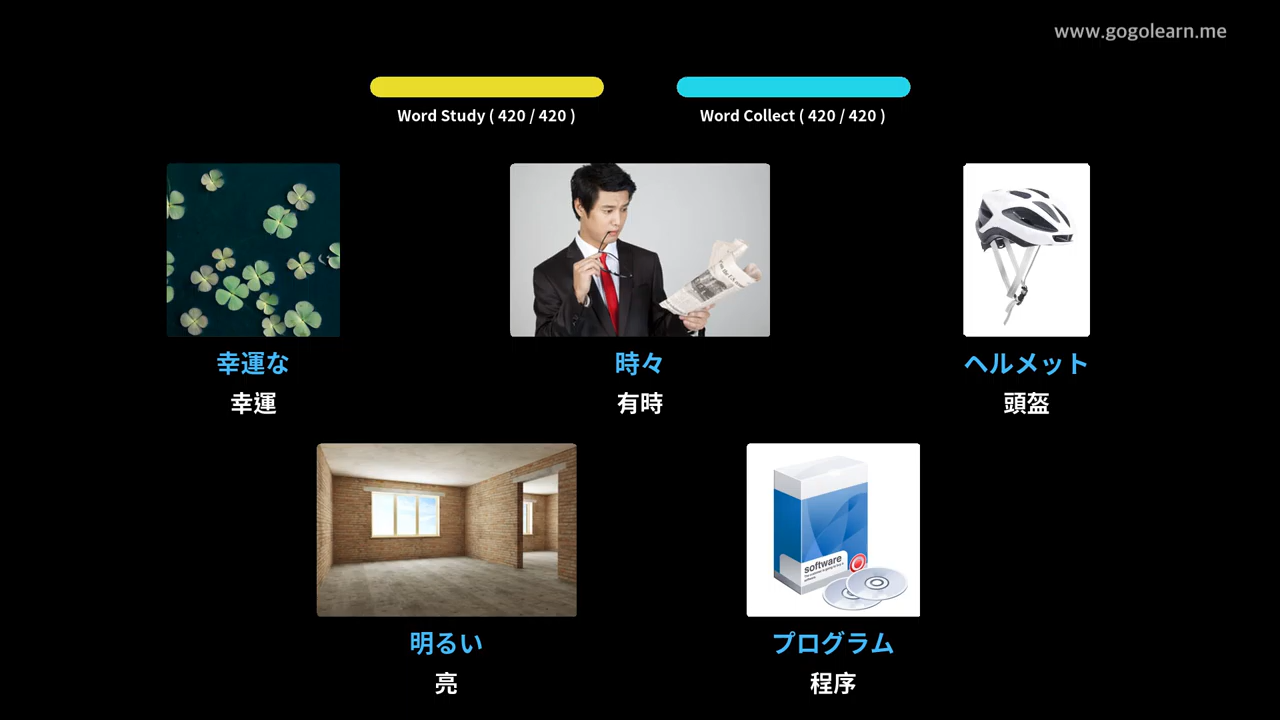 www.gogolearn.me
Word Study ( 420 / 420 )
Word Collect ( 420 / 420 )
幸運な
幸運
時々
有時
ヘルメット
頭盔
software
明るい
亮
プログラム
程序